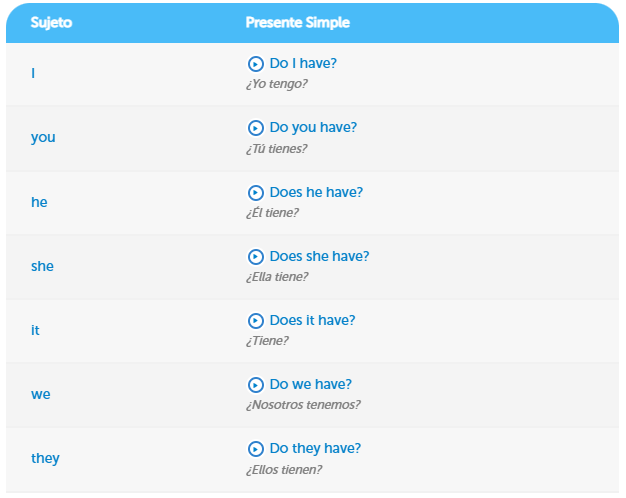 Sujeto Presente Simple
I
Do I have?
¿Yo tengo?
you
Do you have?
¿Tú tienes?
he
Does he have?
¿Él tiene?
she
Does she have?
¿Ella tiene?
it
Does it have?
¿Tiene?
we
Do we have?
¿Nosotros tenemos?
they
Do they have?
¿Ellos tienen?